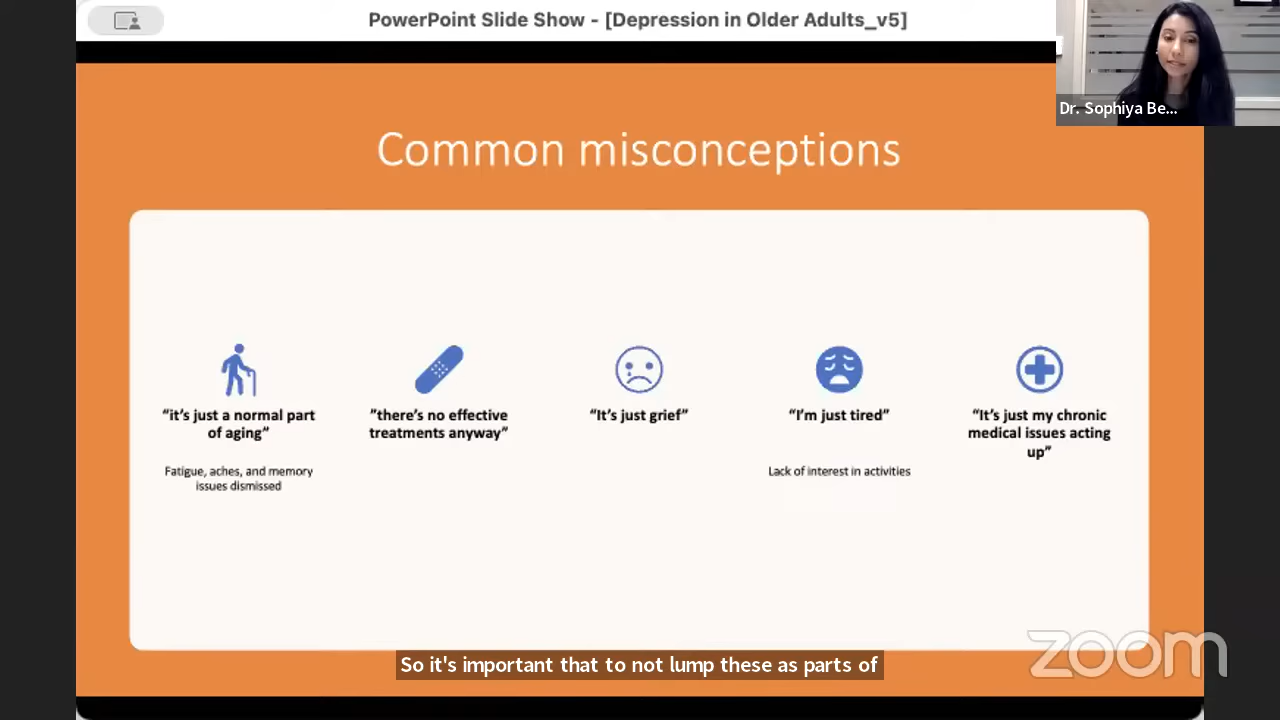 PowerPoint Slide Show - [Depression in Older Adults_v5]
Dr. Sophiya Be...
Common misconceptions
“it’s just a normal part
of aging”
Fatigue, aches, and memory
issues dismissed
”there’s no effective
treatments anyway”
“It’s just grief”
“I’m just tired”
Lack of interest in activities
“It’s just my chronic
medical issues acting
up”
So it's important that to not lump these as parts of
zoom